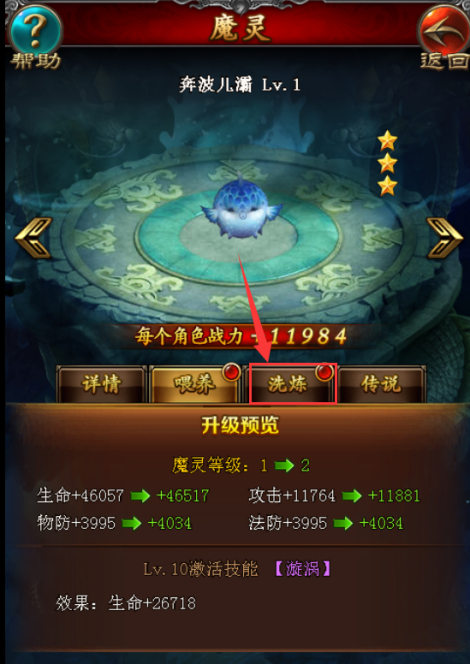 魔灵
帮助
返回
奔波儿灞 Lv.1
每个角色战力+11984
详情 喂养 洗炼 传说
升级预览
魔灵等级：1 2
生命+46057 +46517 攻击+11764 +11881
物防+3995 +4034 法防+3995 +4034
Lv.10激活技能 【漩涡】
效果：生命+26718